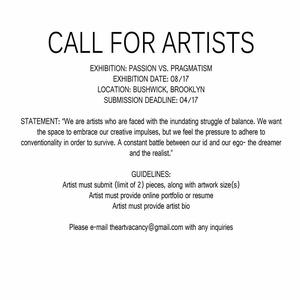 CALL FOR ARTISTS
EXHIBITION: PASSION VS. PRAGMATISM
EXHIBITION DATE: 08/17
LOCATION: BUSHWICK, BROOKLYN
SUBMISSION DEADLINE: 04/17
STATEMENT: "We are artists who are faced with the inundating struggle of balance. We want
the space to embrace our creative impulses, but we feel the pressure to adhere to
conventionality in order to survive. A constant battle between our id and our ego- the dreamer
and the realist."
GUIDELINES:
Artist must submit (limit of 2) pieces, along with artwork size(s)
Artist must provide online portfolio or resume
Artist must provide artist bio
Please e-mail theartvacancy@gmail.com with any inquiries